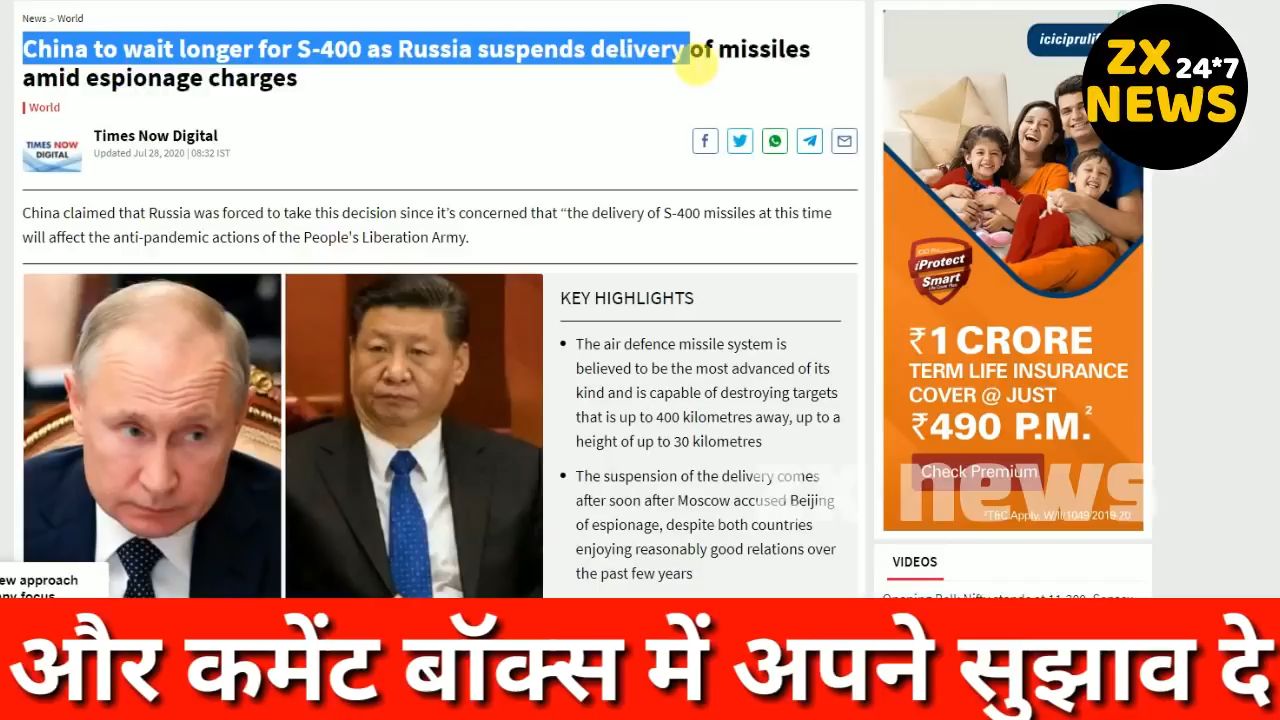 News > World
China to wait longer for S-400 as Russia suspends delivery of missiles
amid espionage charges
World
TIMES NOW
DIGITAL
Times Now Digital
Updated Jul 28, 2020 | 08:32 IST
China claimed that Russia was forced to take this decision since it's concerned that “the delivery of S-400 missiles at this time
will affect the anti-pandemic actions of the People's Liberation Army.
KEY HIGHLIGHTS
The air defence missile system is
believed to be the most advanced of its
kind and is capable of destroying targets
that is up to 400 kilometres away, up to a
height of up to 30 kilometres
The suspension of the delivery comes
after soon after Moscow accused Beijing
of espionage, despite both countries
enjoying reasonably good relations over
the past few years
ew approach
ny focus
ZX 24*7
NEWS
iProtect
Smart
₹1 CRORE
TERM LIFE INSURANCE
COVER @ JUST
₹490 P.M.2
Check Premium
news
VIDEOS
और कमेंट बॉक्स में अपने सुझाव दे